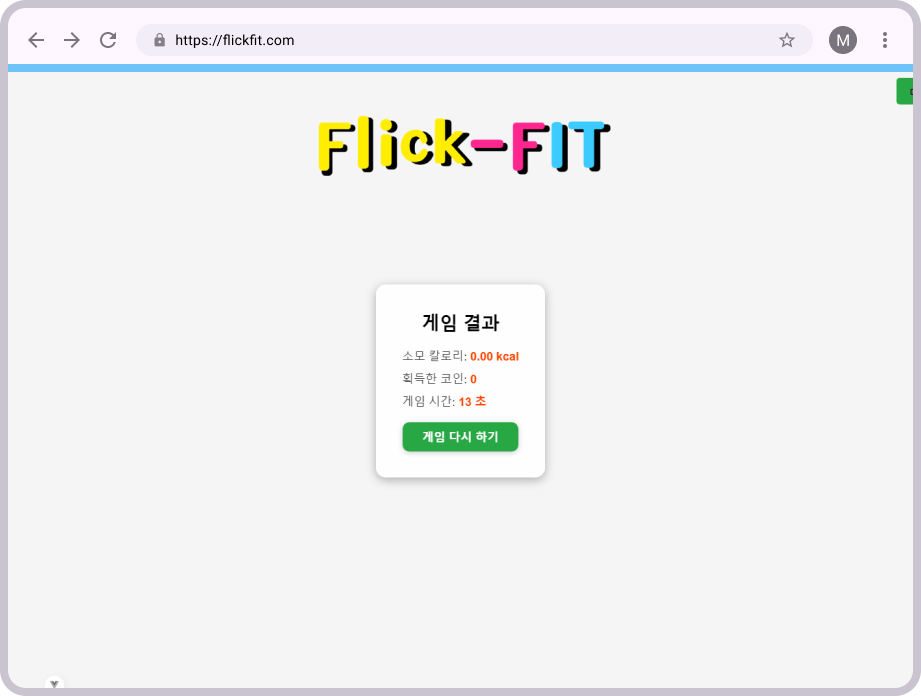 https://flickfit.com
M
Flick-FIT
게임 결과
소모 칼로리: 0.00 kcal
획득한 코인: 0
게임 시간: 13 초
게임 다시 하기